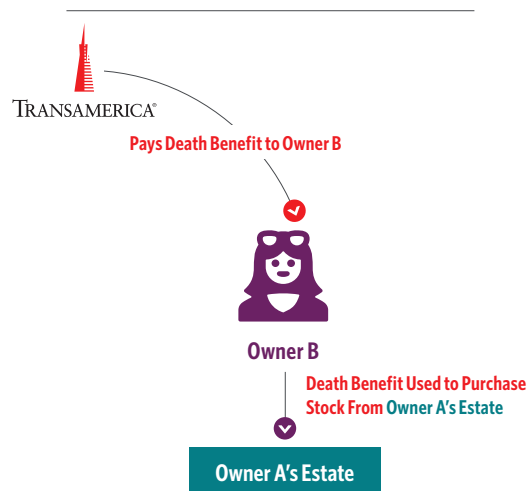 TRANSAMERICA®
Pays Death Benefit to Owner B
Owner B
Death Benefit Used to Purchase
Stock From Owner A's Estate
Owner A's Estate